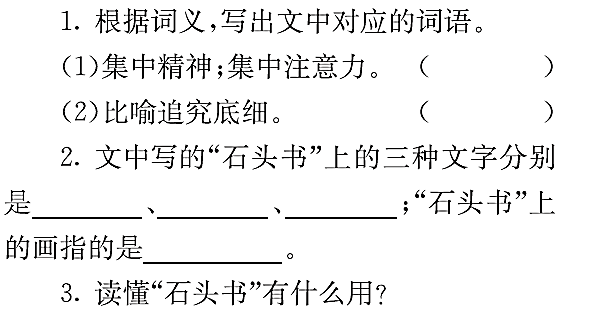 1. 根据词义,写出文中对应的词语。
(1)集中精神;集中注意力。 (          )
(2)比喻追究底细。 (          )
2. 文中写的“石头书”上的三种文字分别
是________、________、________;“石头书”上
的画指的是__________。
3. 读懂“石头书”有什么用?